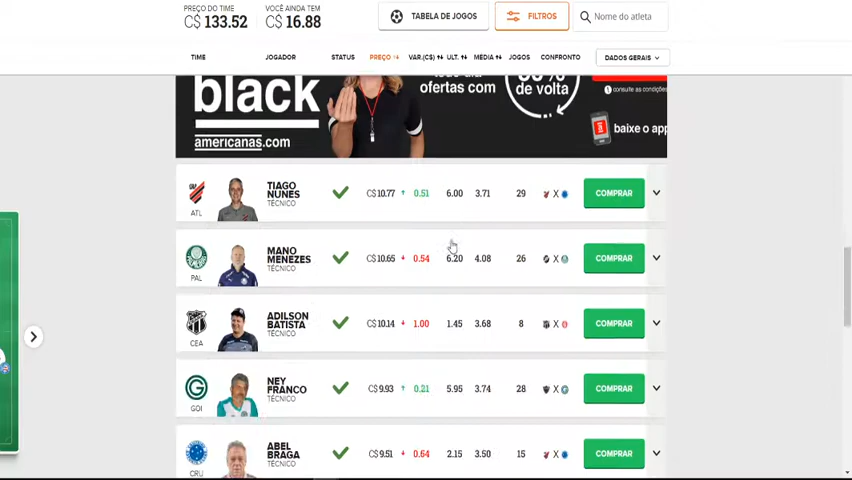 PREÇO DO TIME
C$ 133.52
VOCÊ AINDA TEM
C$ 16.88
TABELA DE JOGOS
FILTROS
Nome do atleta
TIME JOGADOR STATUS PREÇO VAR.(C$) ULT. MEDIA JOGOS CONFRONTO DADOS GERAIS
black
americanas.com
ofertas com
de volta
consulte as condições
baixe o app
ATL TIAGO NUNES TÉCNICO C$ 10.77 0.51 6.00 3.71 29 X COMPRAR
PAL MANO MENEZES TÉCNICO C$ 10.65 0.54 6.20 4.08 26 X COMPRAR
CEA ADILSON BATISTA TÉCNICO C$ 10.14 1.00 1.45 3.68 8 X COMPRAR
GOI NEY FRANCO TÉCNICO C$ 9.93 0.21 5.95 3.74 28 X COMPRAR
CRU ABEL BRAGA TÉCNICO C$ 9.51 0.64 2.15 3.50 15 X COMPRAR